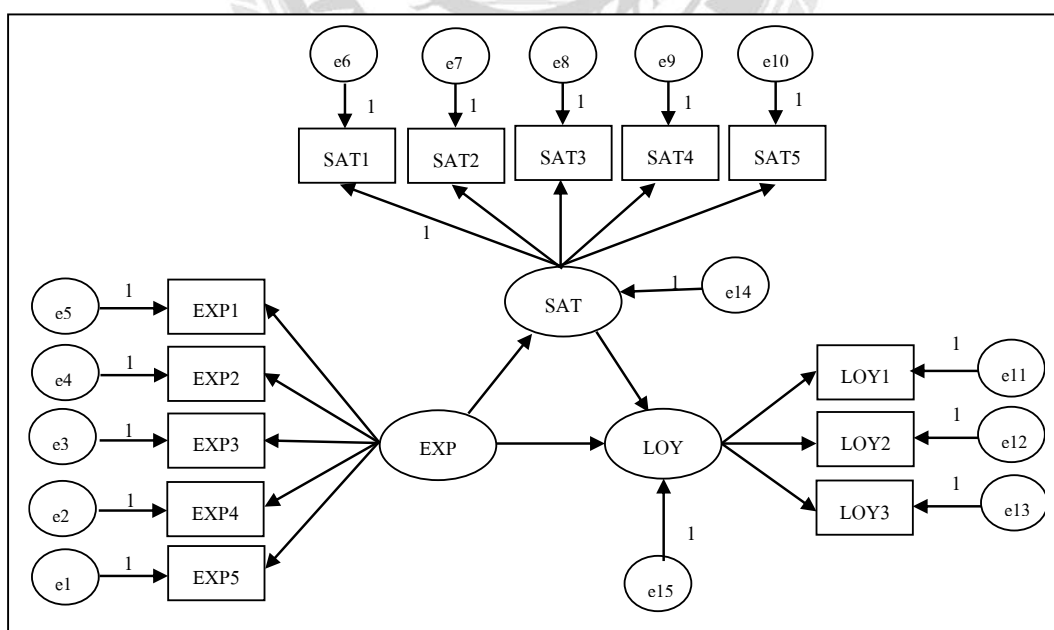 e6 e7 e8 e9 e10
1 1 1 1 1
SAT1 SAT2 SAT3 SAT4 SAT5
1
SAT 1 e14
e5 1 EXP1
e4 1 EXP2
e3 1 EXP3
e2 1 EXP4
e1 1 EXP5
EXP LOY
LOY1 1 e11
LOY2 1 e12
LOY3 1 e13
1
e15